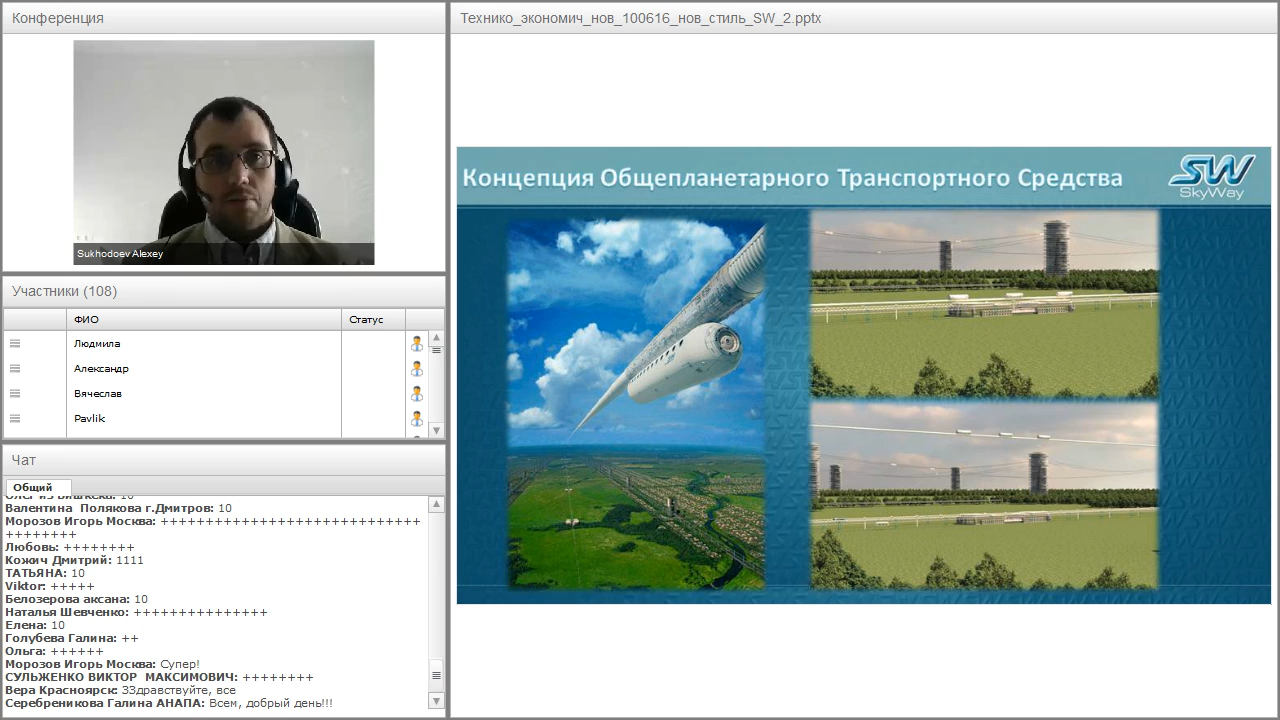 Конференция
Sukhodoev Alexey
Участники (108)
ФИО
Статус
Людмила
Александр
Вячеслав
Pavlik
Чат
Общий
Валентина Полякова г.Дмитров: 10
Морозов Игорь Москва: +++++++++++++++++++++++++++++
+++++++++
Любовь: ++++++++
Кожич Дмитрий: 1111
ТАТЬЯНА: 10
Viktor: +++++
Белозерова аксана: 10
Наталья Шевченко: +++++++++++++++
Елена: 10
Голубева Галина: ++
Ольга: ++++++
Морозов Игорь Москва: Супер!
СУЛЬЖЕНКО ВИКТОР МАКСИМОВИЧ: ++++++++
Вера Красноярск: ЗЗдравствуйте, все
Серебреникова Галина АНАПА: Всем, добрый день!!!
Технико_экономич_нов_100616_нов_стиль_SW_2.pptx
Концепция Общепланетарного Транспортного Средства
SW
SkyWay